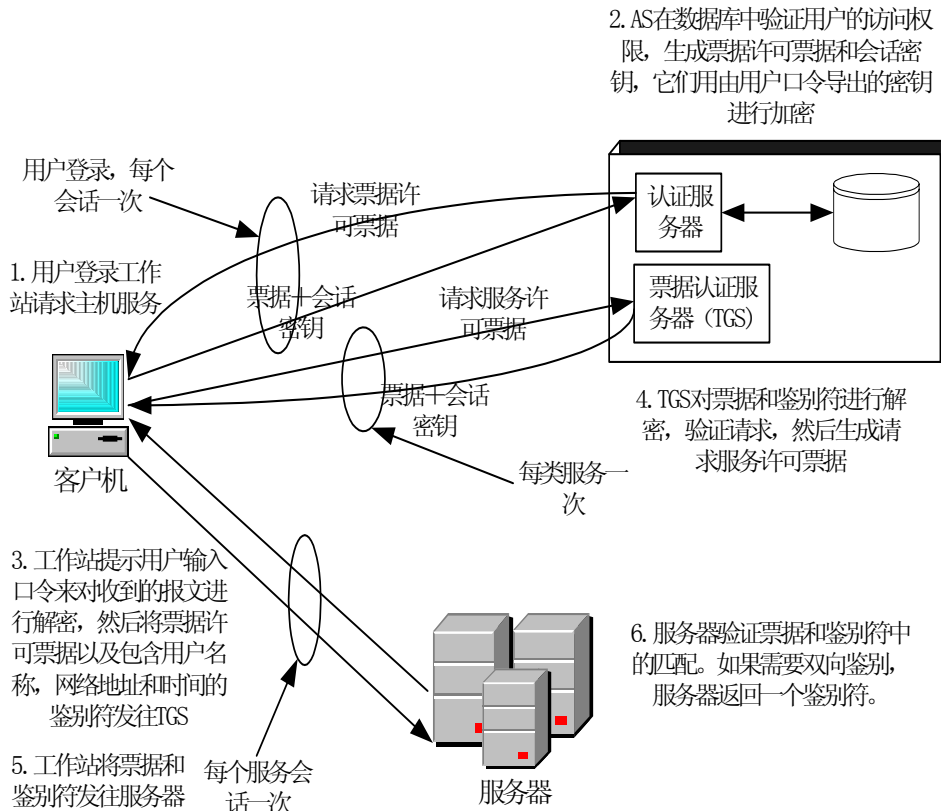 2.AS在数据库中验证用户的访问权
限，生成票据许可票据和会话密
钥，它们用由用户口令导出的密钥
进行加密
用户登录，每个
会话一次
请求票据许
可票据
认证服
务器
1.用户登录工作
站请求主机服务
票据＋会话
密钥
请求服务许
可票据
票据认证服
务器（TGS）
票据＋会话
密钥
4.TGS对票据和鉴别符进行解
密，验证请求，然后生成请
求服务许可票据
客户机
每类服务一
次
3.工作站提示用户输入
口令来对收到的报文进
行解密，然后将票据许
可票据以及包含用户名
称，网络地址和时间的
鉴别符发往TGS
6.服务器验证票据和鉴别符中
的匹配。如果需要双向鉴别，
服务器返回一个鉴别符。
5.工作站将票据和
鉴别符发往服务器
每个服务会
话一次
服务器